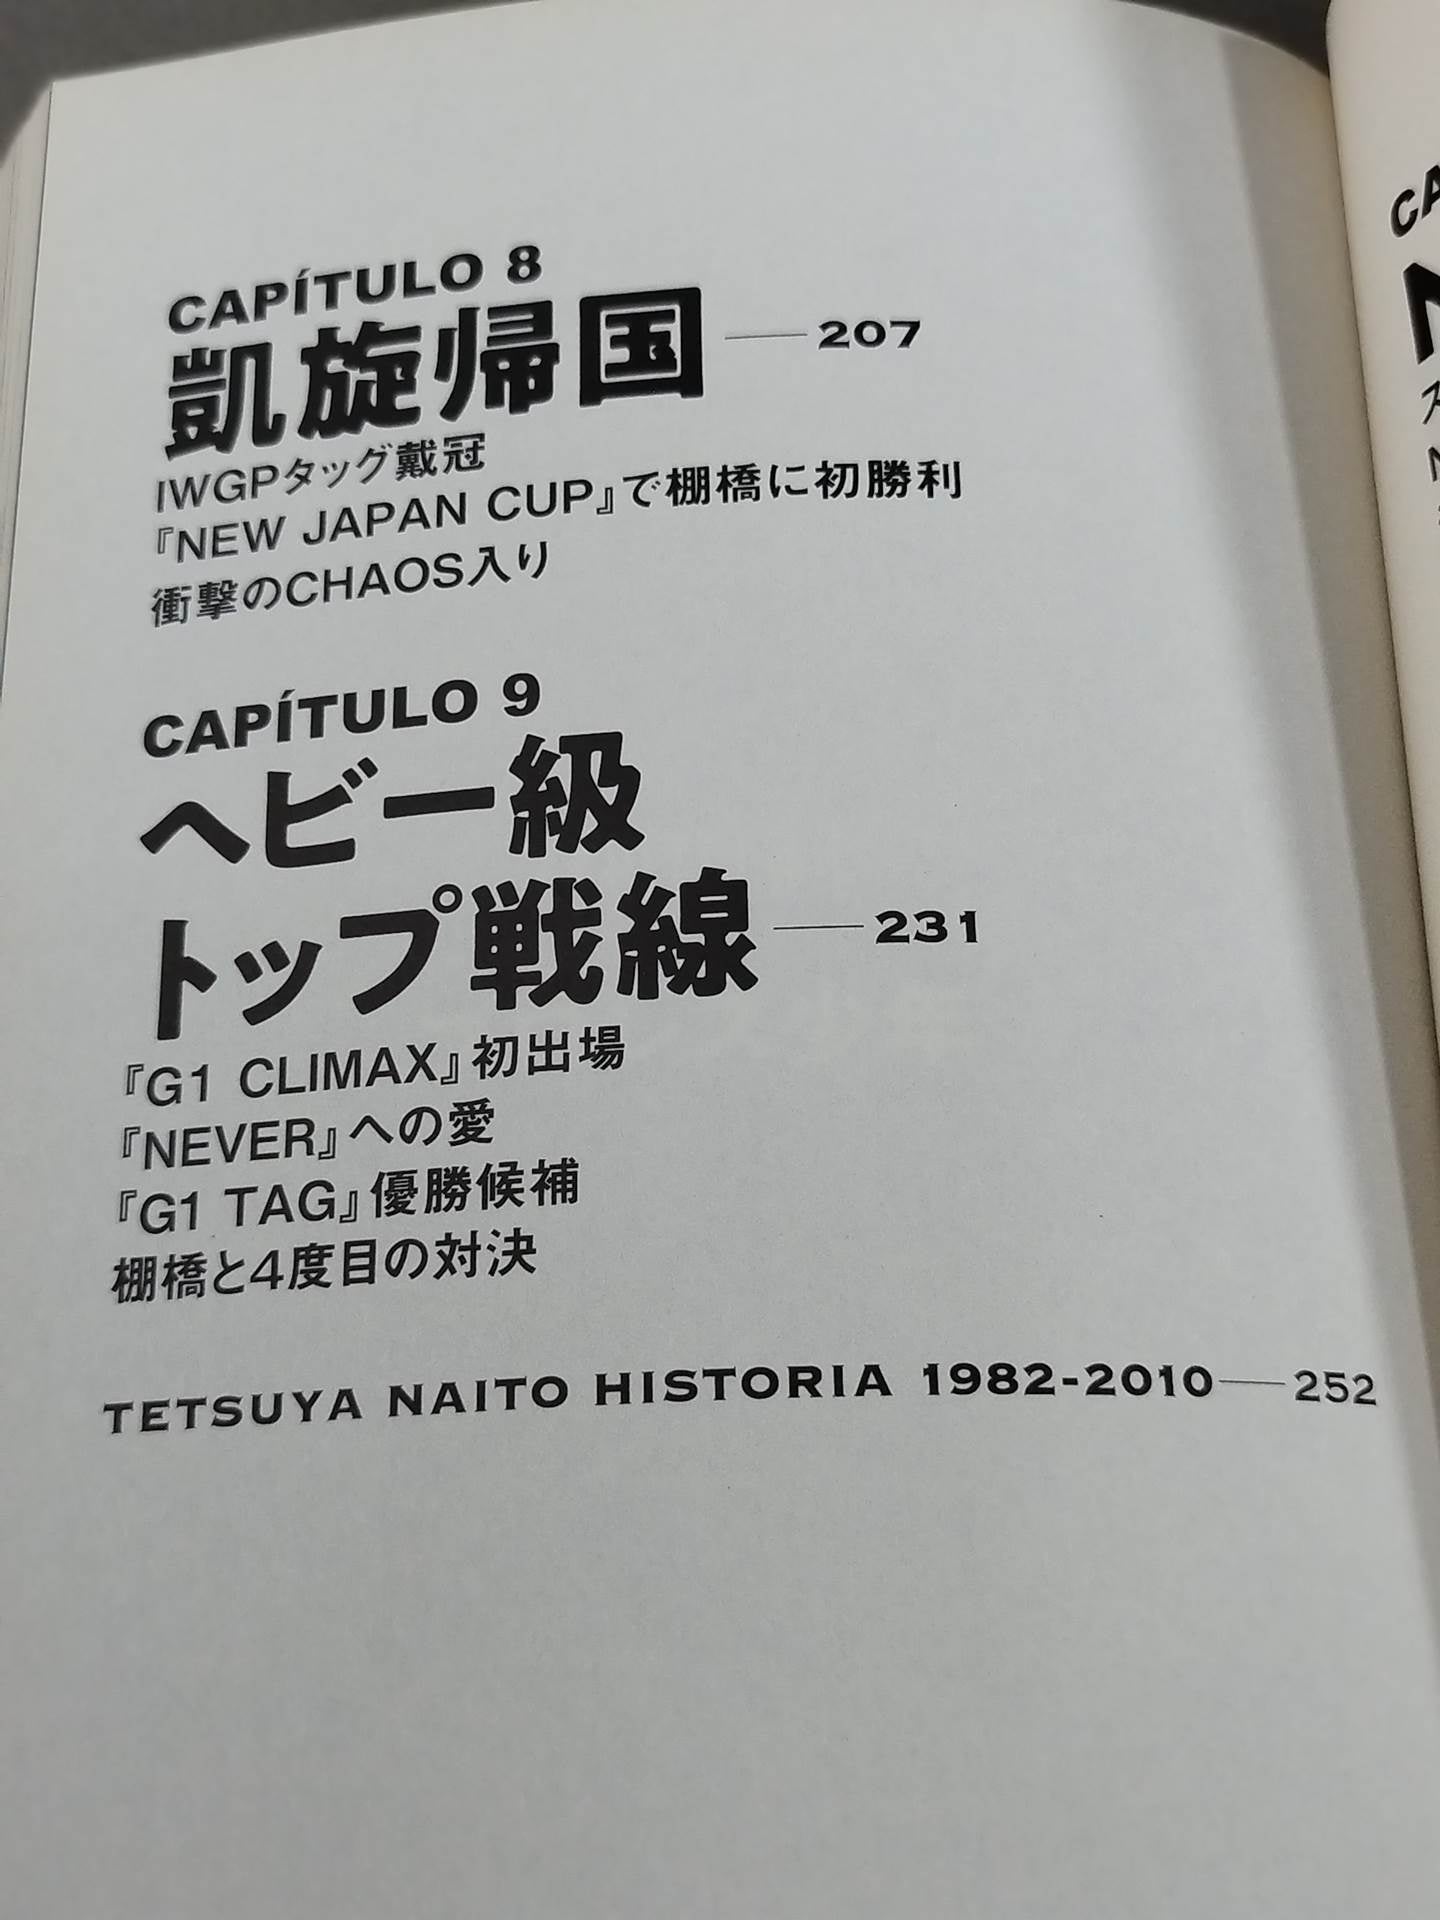 CAPÍTULO 8
凱旋帰国——207
IWGPタッグ戴冠
『NEW JAPAN CUP』で棚橋に初勝利
衝撃のCHAOS入り
CAPÍTULO 9
ヘビー級
トップ戦線——231
『G1 CLIMAX』初出場
『NEVER』への愛
『G1 TAG』優勝候補
棚橋と4度目の対決
TETSUYA NAITO HISTORIA 1982-2010——252